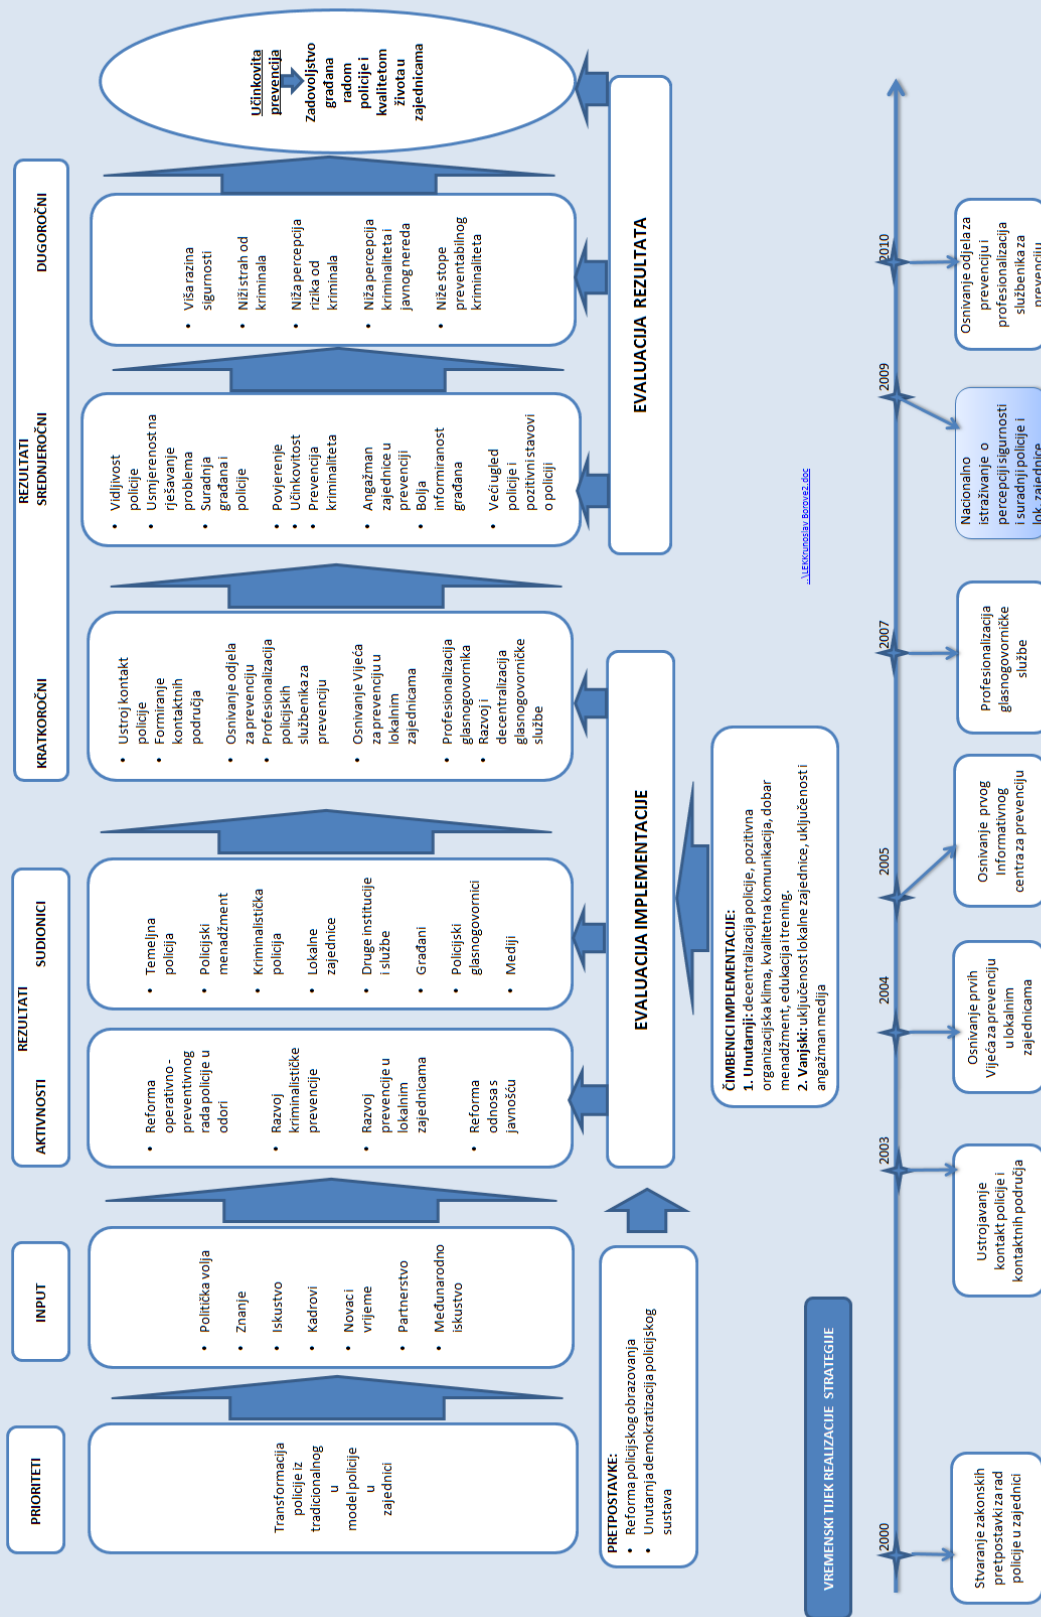 PRIORITETI
INPUT
REZULTATI
AKTIVNOSTI
SUDIONICI
REZULTATI
KRATKOROČNI
SREDNJEROČNI
DUGOROČNI
Transformacija
policije iz
tradicionalnog
u
model policije
u
zajednici
• Politička volja
• Znanje
• Iskustvo
• Kadrovi
• Novac i
vrijeme
• Partnerstvo
• Međunarodno
iskustvo
• Reforma
operativno -
preventivnog
rada policije u
odori
• Razvoj
kriminalističke
prevencije
• Razvoj
prevencije u
lokalnim
zajednicama
• Reforma
odnosa s
javnošću
• Temeljna
policija
• Policijski
menadžment
• Kriminalistička
policija
• Lokalne
zajednice
• Druge institucije
i službe
• Građani
• Policijski
glasnogovornici
• Mediji
• Ustroj kontakt
policije
• Formiranje
kontaktnih
područja
• Osnivanje odjela
za prevenciju
• Profesionalizacija
policijskih
službenika za
prevenciju
• Osnivanje Vijeća
za prevenciju u
lokalnim
zajednicama
• Profesionalizacija
glasnogovornika
• Razvoj i
decentralizacija
glasnogovorničke
službe
• Vidljivost
policije
• Usmjerenost na
rješavanje
problema
• Suradnja
građana i
policije
• Povjerenje
• Učinkovitost
• Prevencija
kriminaliteta
• Angažman
zajednice u
prevenciji
• Bolja
informiranost
građana
• Veći ugled
policije i
pozitivni stavovi
o policiji
• Viša razina
sigurnosti
• Niži strah od
kriminala
• Niža percepcija
rizika od
kriminala
• Niža percepcija
kriminaliteta i
javnog nereda
• Niže stope
preventabilnog
kriminaliteta
Učinkovita
prevencija
Zadovoljstvo
građana
radom
policije i
kvalitetom
života u
zajednicama
PRETPOSTAVKE:
• Reforma policijskog obrazovanja
• Unutarnja demokratizacija policijskog
sustava
EVALUACIJA IMPLEMENTACIJE
EVALUACIJA REZULTATA
ČIMBENICI IMPLEMENTACIJE:
1. Unutarnji: decentralizacija policije, pozitivna
organizacijska klima, kvalitetna komunikacija, dobar
menadžment, edukacija i trening.
2. Vanjski: uključenost lokalne zajednice, uključenost i
angažman medija
..\LEKKrunoslav Borovec2.doc
VREMENSKI TIJEK REALIZACIJE STRATEGIJE
2000
2003
2004
2005
2007
2009
2010
Stvaranje zakonskih
pretpostavki za rad
policije u zajednici
Ustrojavanje
kontakt policije i
kontaktnih područja
Osnivanje prvih
Vijeća za prevenciju
u lokalnim
zajednicama
Osnivanje prvog
Informativnog
centra za prevenciju
Profesionalizacija
glasnogovorničke
službe
Nacionalno
istraživanje o
percepciji sigurnosti
i suradnji policije i
lok. zajednice
Osnivanje odjela za
prevenciju i
profesionalizacija
službenika za
prevenciju